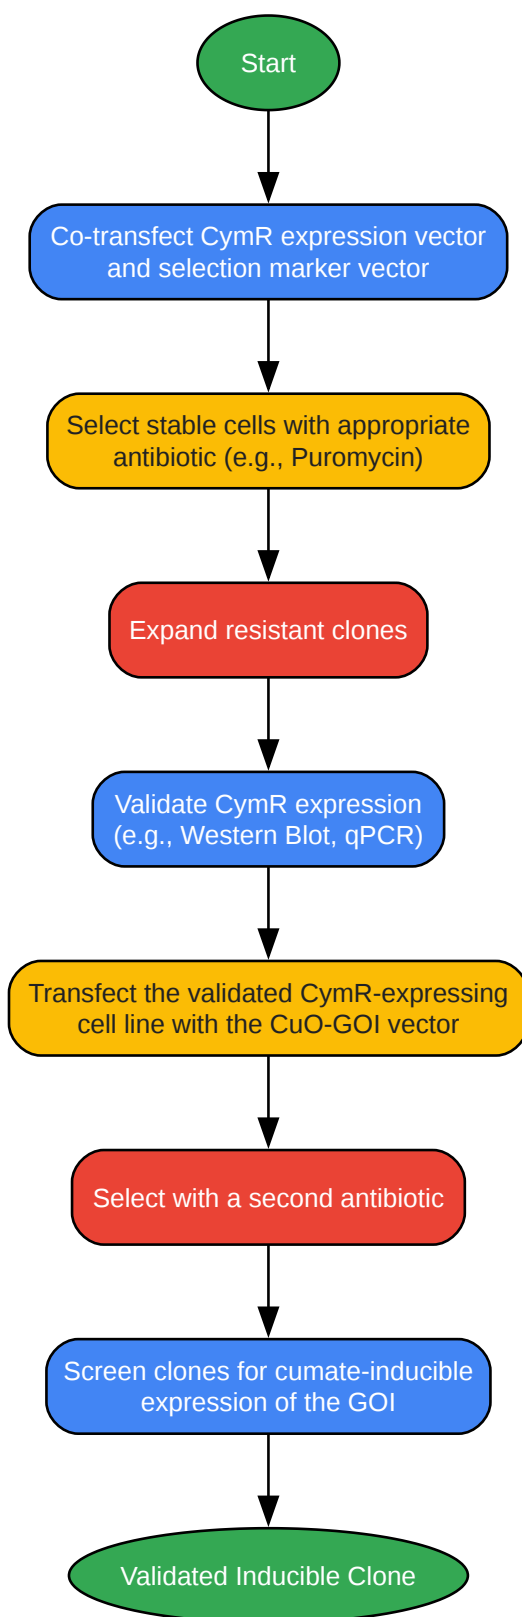 Start
Co-transfect CymR expression vector
and selection marker vector
Select stable cells with appropriate
antibiotic (e.g., Puromycin)
Expand resistant clones
Validate CymR expression
(e.g., Western Blot, qPCR)
Transfect the validated CymR-expressing
cell line with the CuO-GOI vector
Select with a second antibiotic
Screen clones for cumate-inducible
expression of the GOI
Validated Inducible Clone